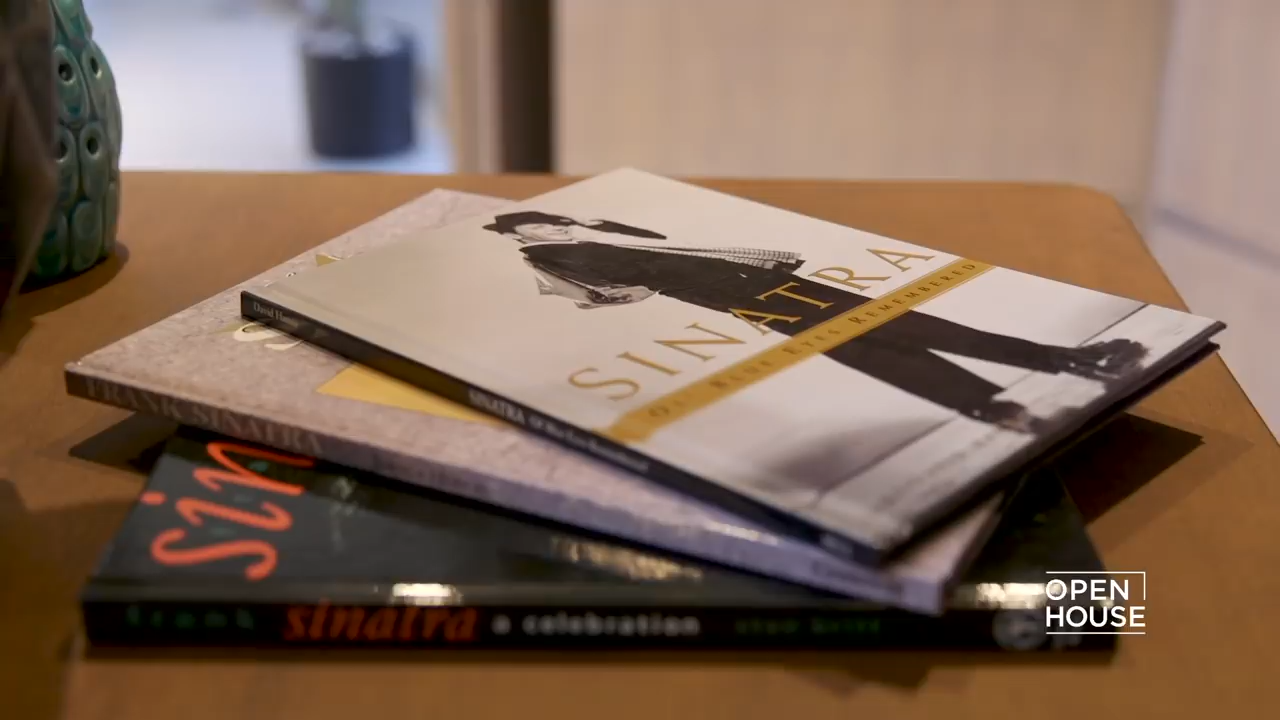 SINATRA
OL' BLUE EYES REMEMBERED
SINATRA Ol' Blue Eyes Remembered
S
FRANK SINATRA
sin
frank sinatra a celebration
OPEN
HOUSE